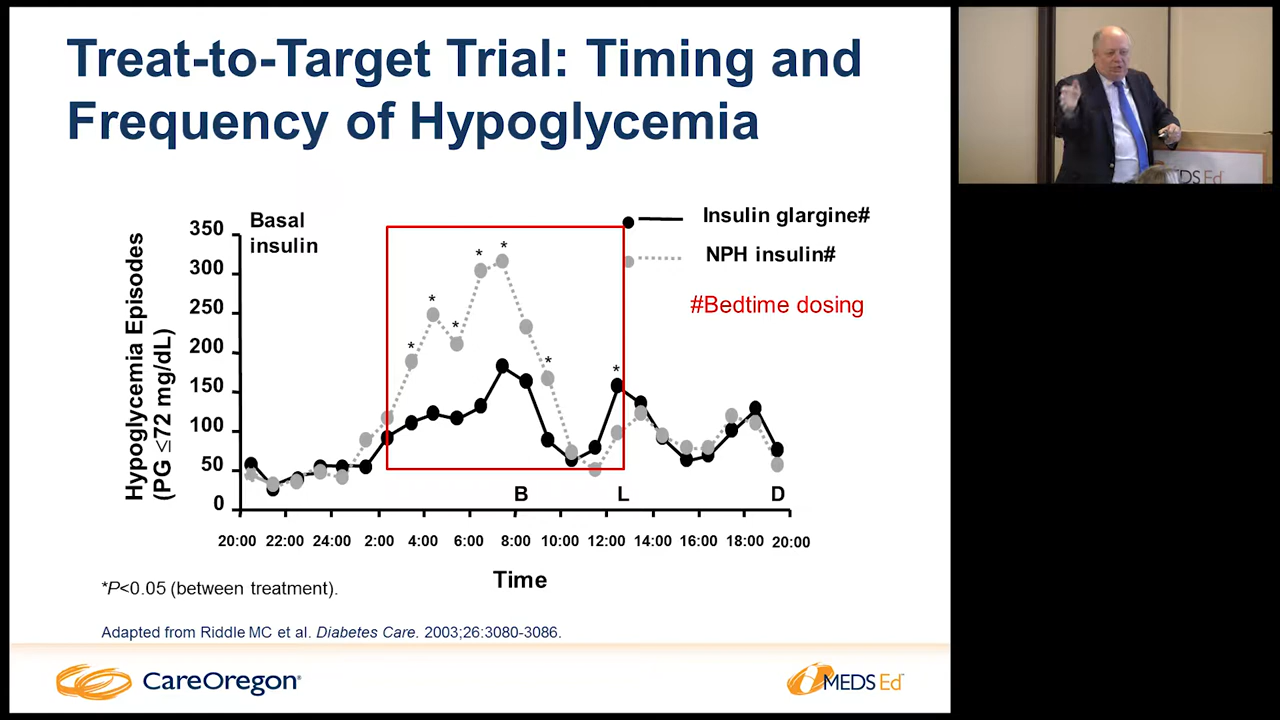 Treat-to-Target Trial: Timing and
Frequency of Hypoglycemia
Hypoglycemia Episodes
(PG ≤72 mg/dL)
350
300
250
200
150
100
50
0
Basal
insulin
Insulin glargine#
NPH insulin#
#Bedtime dosing
*
*
*
*
*
*
*
B
L
D
20:00 22:00 24:00 2:00 4:00 6:00 8:00 10:00 12:00 14:00 16:00 18:00 20:00
Time
*P<0.05 (between treatment).
Adapted from Riddle MC et al. Diabetes Care. 2003;26:3080-3086.
CareOregon®
MEDS Ed